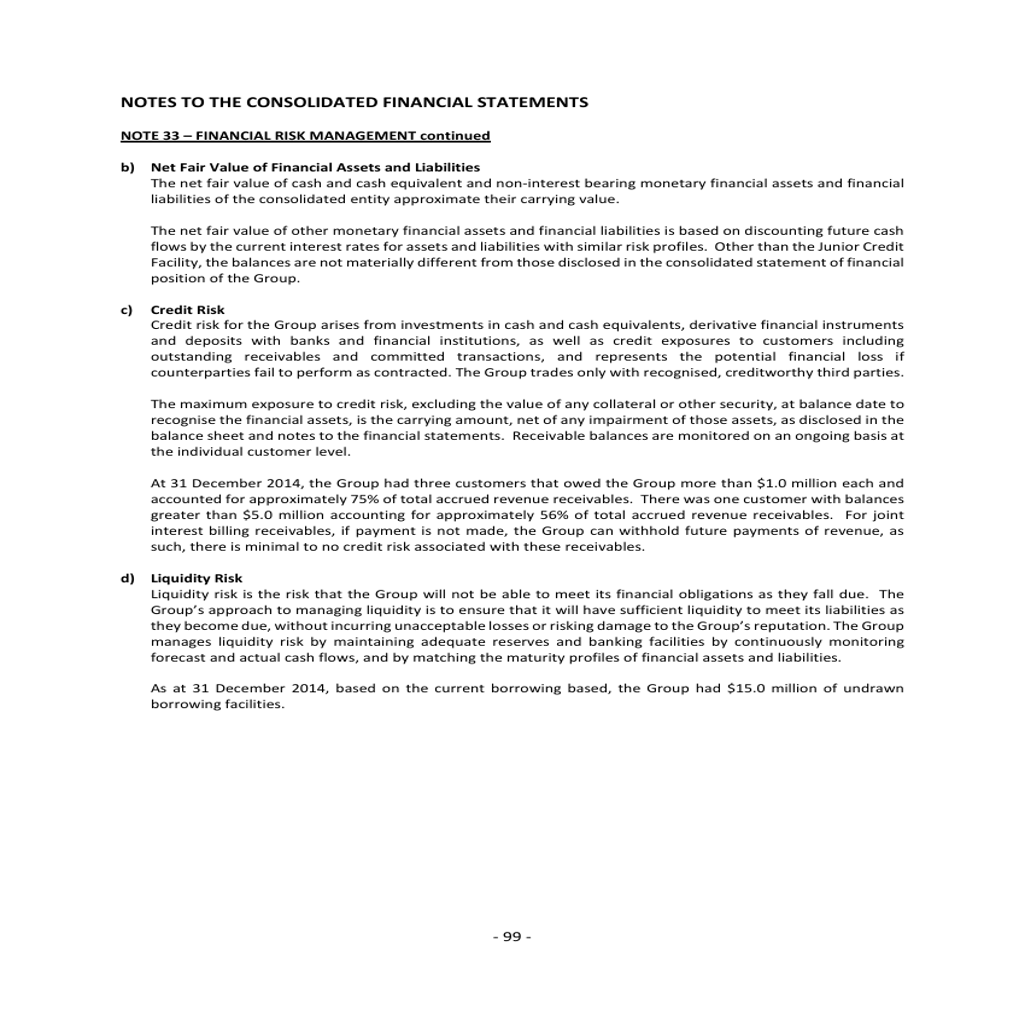 NOTES TO THE CONSOLIDATED FINANCIAL STATEMENTS
NOTE 33 – FINANCIAL RISK MANAGEMENT continued
b) Net Fair Value of Financial Assets and Liabilities
The net fair value of cash and cash equivalent and non-interest bearing monetary financial assets and financial
liabilities of the consolidated entity approximate their carrying value.
The net fair value of other monetary financial assets and financial liabilities is based on discounting future cash
flows by the current interest rates for assets and liabilities with similar risk profiles. Other than the Junior Credit
Facility, the balances are not materially different from those disclosed in the consolidated statement of financial
position of the Group.
c) Credit Risk
Credit risk for the Group arises from investments in cash and cash equivalents, derivative financial instruments
and deposits with banks and financial institutions, as well as credit exposures to customers including
outstanding receivables and committed transactions, and represents the potential financial loss if
counterparties fail to perform as contracted. The Group trades only with recognised, creditworthy third parties.
The maximum exposure to credit risk, excluding the value of any collateral or other security, at balance date to
recognise the financial assets, is the carrying amount, net of any impairment of those assets, as disclosed in the
balance sheet and notes to the financial statements. Receivable balances are monitored on an ongoing basis at
the individual customer level.
At 31 December 2014, the Group had three customers that owed the Group more than $1.0 million each and
accounted for approximately 75% of total accrued revenue receivables. There was one customer with balances
greater than $5.0 million accounting for approximately 56% of total accrued revenue receivables. For joint
interest billing receivables, if payment is not made, the Group can withhold future payments of revenue, as
such, there is minimal to no credit risk associated with these receivables.
d) Liquidity Risk
Liquidity risk is the risk that the Group will not be able to meet its financial obligations as they fall due. The
Group's approach to managing liquidity is to ensure that it will have sufficient liquidity to meet its liabilities as
they become due, without incurring unacceptable losses or risking damage to the Group's reputation. The Group
manages liquidity risk by maintaining adequate reserves and banking facilities by continuously monitoring
forecast and actual cash flows, and by matching the maturity profiles of financial assets and liabilities.
As at 31 December 2014, based on the current borrowing based, the Group had $15.0 million of undrawn
borrowing facilities.
- 99 -